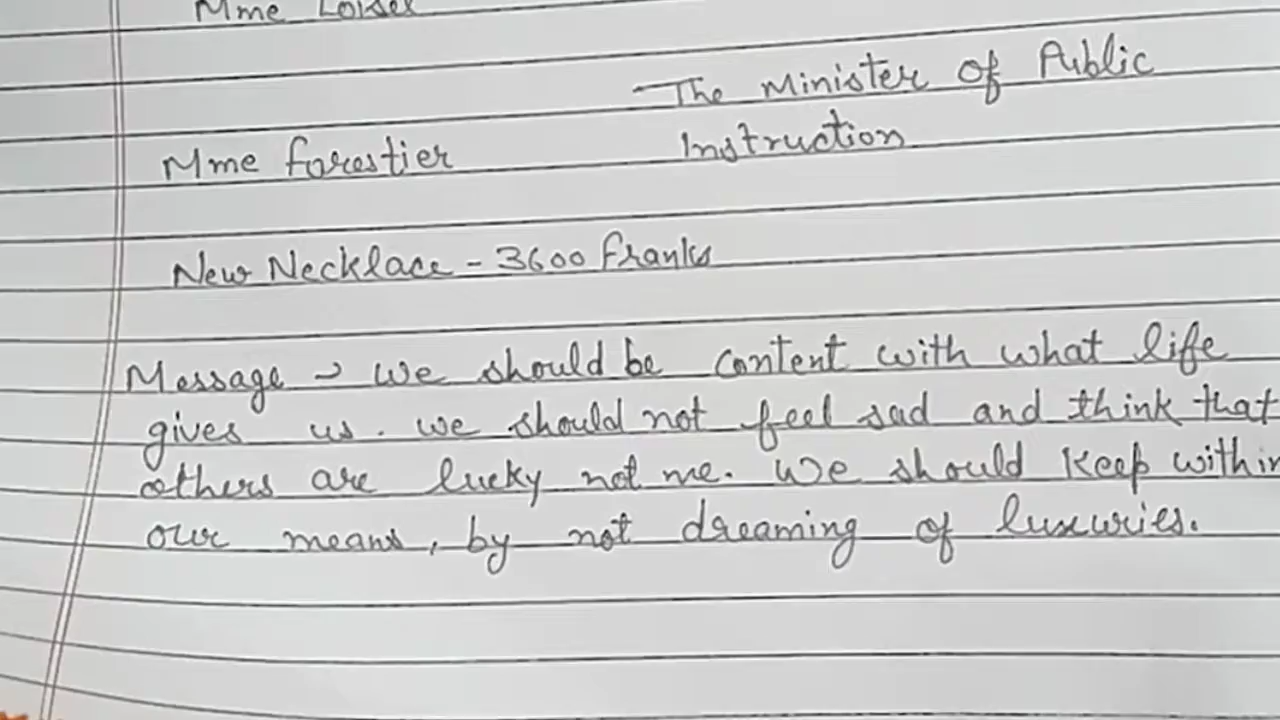 Mme Loisel
The Minister of Public
Instruction
Mme forestier
New Necklace - 3600 franks
Message → We should be content with what life
gives us. we should not feel sad and think that
others are lucky not me. We should keep within
our means, by not dreaming of luxuries.